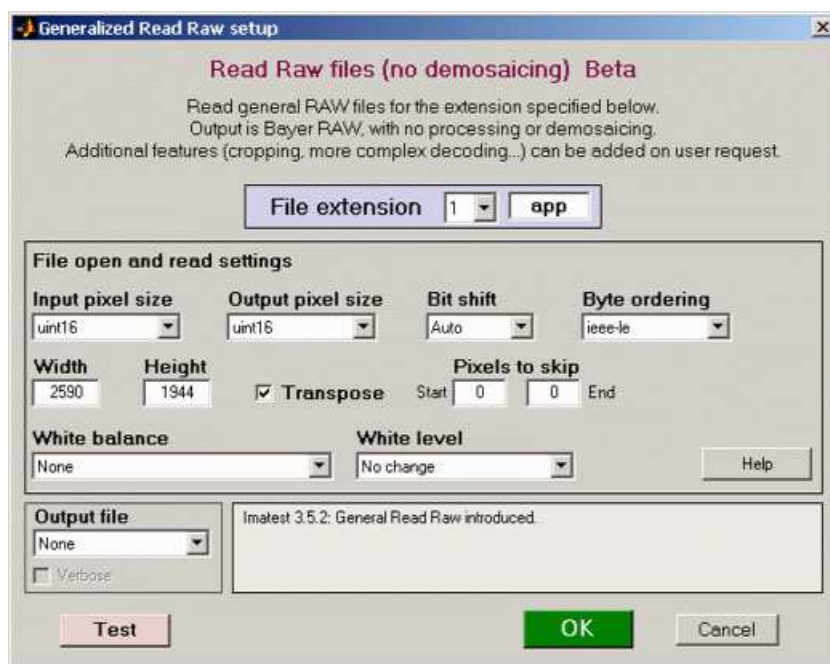 Generalized Read Raw setup
Read Raw files (no demosaicing) Beta
Read general RAW files for the extension specified below.
Output is Bayer RAW, with no processing or demosaicing.
Additional features (cropping, more complex decoding...) can be added on user request.
File extension 1 app
File open and read settings
Input pixel size Output pixel size Bit shift Byte ordering
uint16 uint16 Auto ieee-le
Width Height Pixels to skip
2590 1944 Transpose Start 0 0 End
White balance White level
None No change Help
Output file Imatest 3.5.2: General Read Raw introduced.
None
Verbose
Test OK Cancel